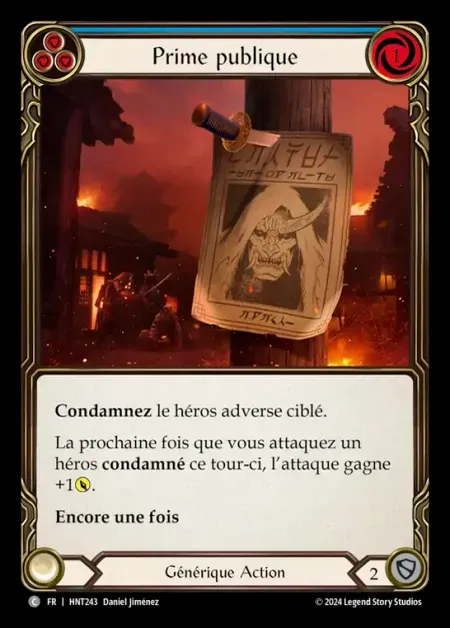 Prime publique
1
Condamnez le héros adverse ciblé.
La prochaine fois que vous attaquez un
héros condamné ce tour-ci, l'attaque gagne
+1.
Encore une fois
Générique Action
2
C FR | HNT243 Daniel Jiménez
© 2024 Legend Story Studios